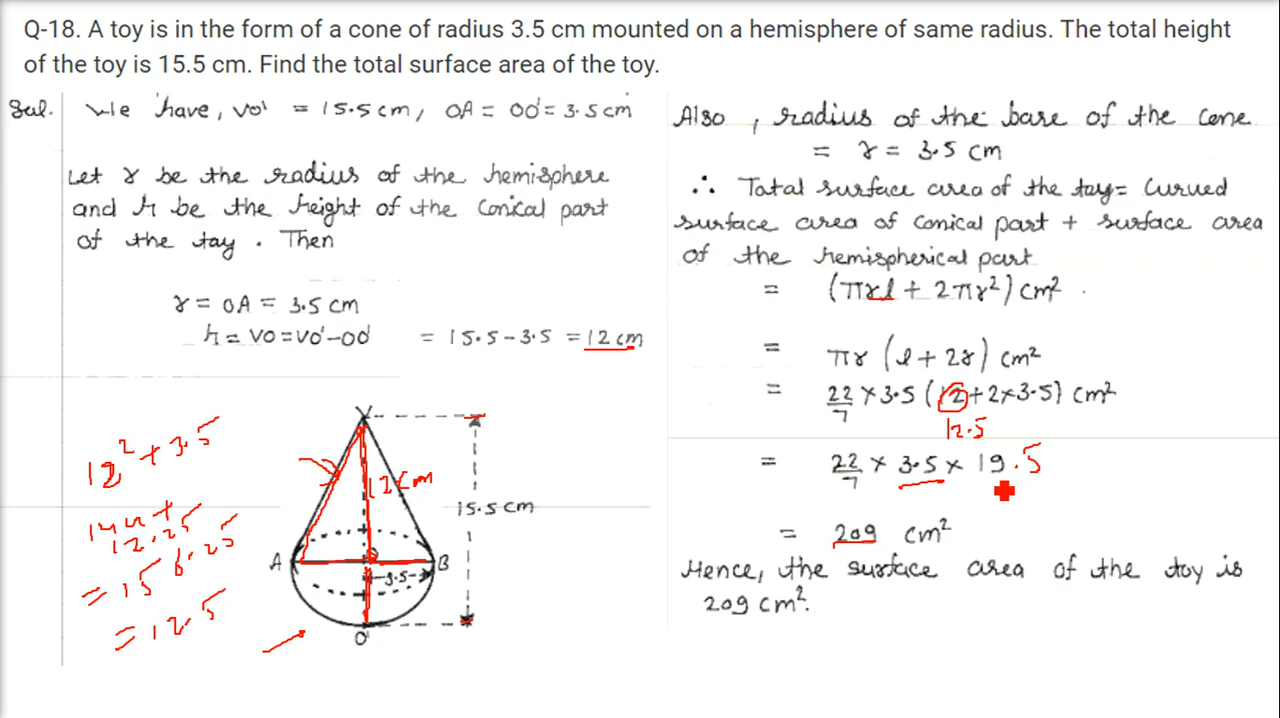 Q-18. A toy is in the form of a cone of radius 3.5 cm mounted on a hemisphere of same radius. The total height
of the toy is 15.5 cm. Find the total surface area of the toy.
Sol. We have, VO' = 15.5 cm, OA = OO' = 3.5 cm
Let r be the radius of the hemisphere
and h be the height of the Conical part
of the toy. Then
r = OA = 3.5 cm
h = VO = VO' - OO' = 15.5 - 3.5 = 12 cm
V
12 cm
15.5 cm
A
O
B
3.5
O'
12² + 3.5
144 +
12.25
= 156.25
= 12.5
Also, radius of the base of the Cone
= r = 3.5 cm
∴ Total surface area of the toy = Curved
surface area of Conical part + surface area
of the hemispherical part
= (πrl + 2πr²) cm²
= πr (l + 2r) cm²
= 22/7 × 3.5 (12 + 2 × 3.5) cm²
12.5
= 22/7 × 3.5 × 19.5
= 209 cm²
Hence, the surface area of the toy is
209 cm².